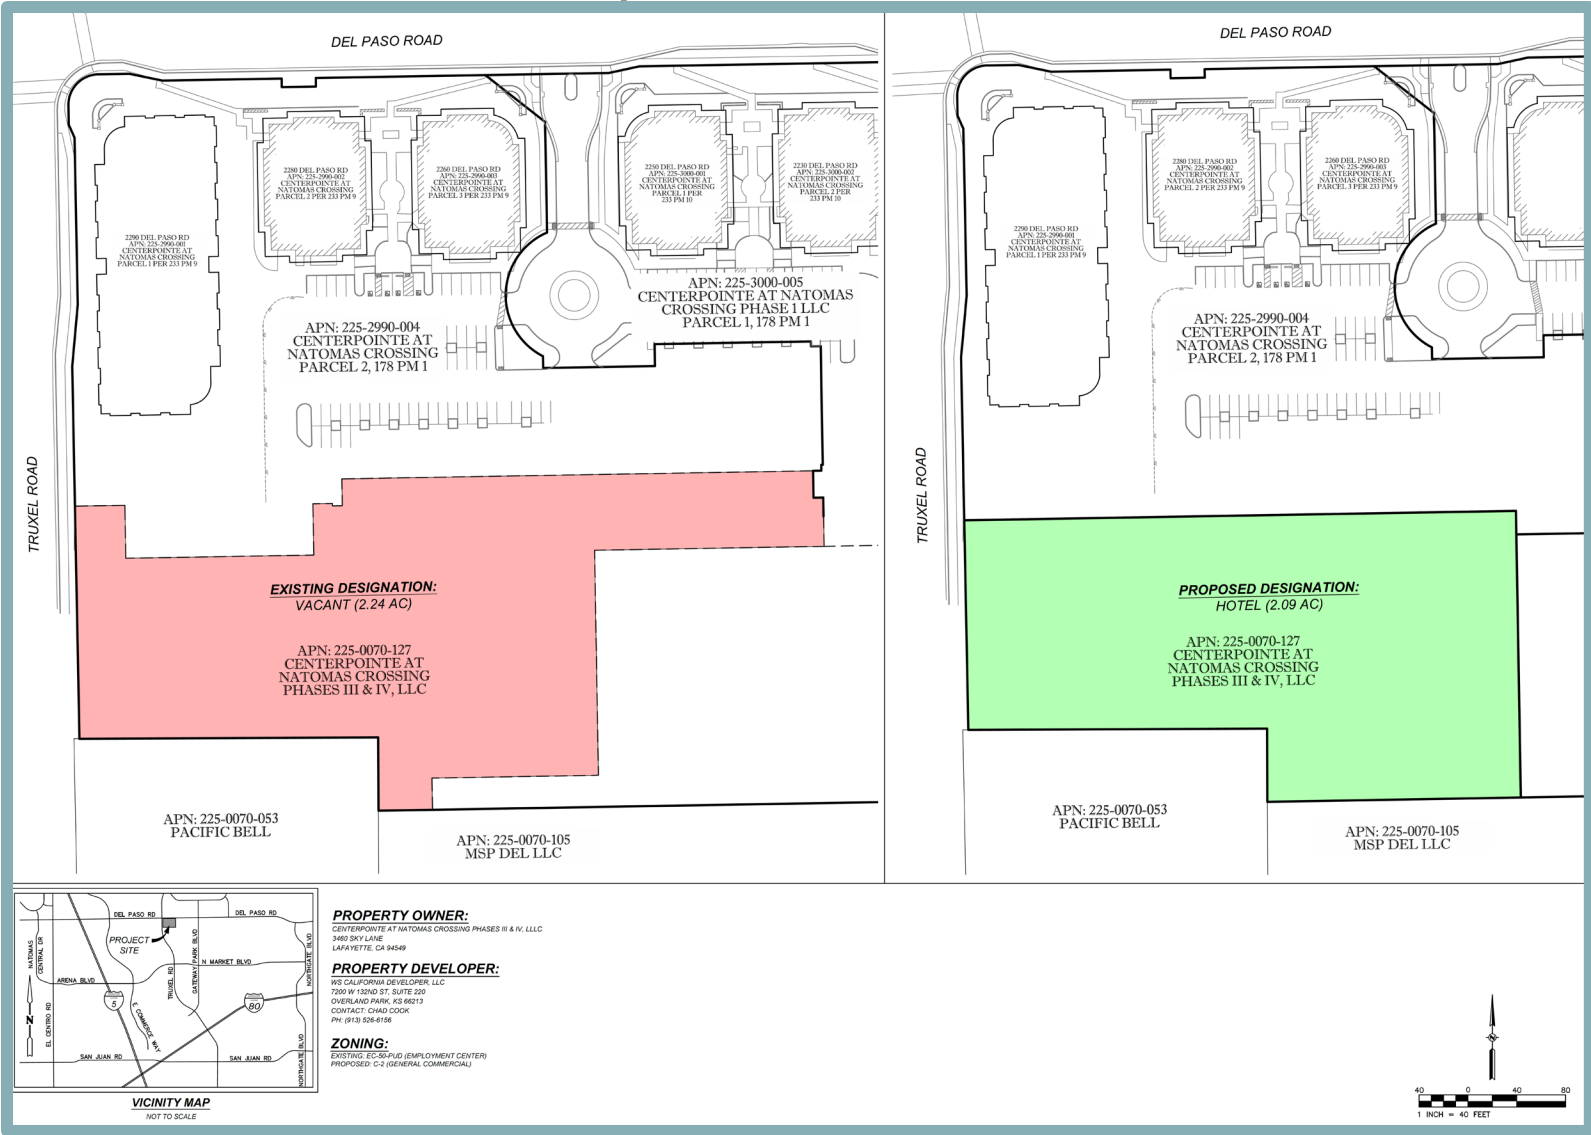 DEL PASO ROAD
2290 DEL PASO RD
APN: 225-2990-001
CENTERPOINTE AT
NATOMAS CROSSING
PARCEL 1 PER 233 PM 9
2280 DEL PASO RD
APN: 225-2990-002
CENTERPOINTE AT
NATOMAS CROSSING
PARCEL 2 PER 233 PM 9
2260 DEL PASO RD
APN: 225-2990-003
CENTERPOINTE AT
NATOMAS CROSSING
PARCEL 3 PER 233 PM 9
2250 DEL PASO RD
APN: 225-3000-001
CENTERPOINTE AT
NATOMAS CROSSING
PARCEL 1 PER
233 PM 10
2230 DEL PASO RD
APN: 225-3000-002
CENTERPOINTE AT
NATOMAS CROSSING
PARCEL 2 PER
233 PM 10
APN: 225-3000-005
CENTERPOINTE AT NATOMAS
CROSSING PHASE 1 LLC
PARCEL 1, 178 PM 1
APN: 225-2990-004
CENTERPOINTE AT
NATOMAS CROSSING
PARCEL 2, 178 PM 1
TRUXEL ROAD
EXISTING DESIGNATION:
VACANT (2.24 AC)
APN: 225-0070-127
CENTERPOINTE AT
NATOMAS CROSSING
PHASES III & IV, LLC
APN: 225-0070-053
PACIFIC BELL
APN: 225-0070-105
MSP DEL LLC
DEL PASO ROAD
2290 DEL PASO RD
APN: 225-2990-001
CENTERPOINTE AT
NATOMAS CROSSING
PARCEL 1 PER 233 PM 9
2280 DEL PASO RD
APN: 225-2990-002
CENTERPOINTE AT
NATOMAS CROSSING
PARCEL 2 PER 233 PM 9
2260 DEL PASO RD
APN: 225-2990-003
CENTERPOINTE AT
NATOMAS CROSSING
PARCEL 3 PER 233 PM 9
APN: 225-2990-004
CENTERPOINTE AT
NATOMAS CROSSING
PARCEL 2, 178 PM 1
TRUXEL ROAD
PROPOSED DESIGNATION:
HOTEL (2.09 AC)
APN: 225-0070-127
CENTERPOINTE AT
NATOMAS CROSSING
PHASES III & IV, LLC
APN: 225-0070-053
PACIFIC BELL
APN: 225-0070-105
MSP DEL LLC
DEL PASO RD
DEL PASO RD
PROJECT
SITE
NATOMAS
CENTRAL DR
N MARKET BLVD
ARENA BLVD
TRUXEL RD
GATEWAY PARK BLVD
NORTHGATE BLVD
5
80
N
EL CENTRO RD
E COMMERCE WAY
SAN JUAN RD
SAN JUAN RD
NORTHGATE BLVD
VICINITY MAP
NOT TO SCALE
PROPERTY OWNER:
CENTERPOINTE AT NATOMAS CROSSING PHASES III & IV, LLLC
3460 SKY LANE
LAFAYETTE, CA 94549
PROPERTY DEVELOPER:
WS CALIFORNIA DEVELOPER, LLC
7200 W 132ND ST, SUITE 220
OVERLAND PARK, KS 66213
CONTACT: CHAD COOK
PH: (913) 526-6156
ZONING:
EXISTING: EC-50-PUD (EMPLOYMENT CENTER)
PROPOSED: C-2 (GENERAL COMMERCIAL)
N
40 0 40 80
1 INCH = 40 FEET